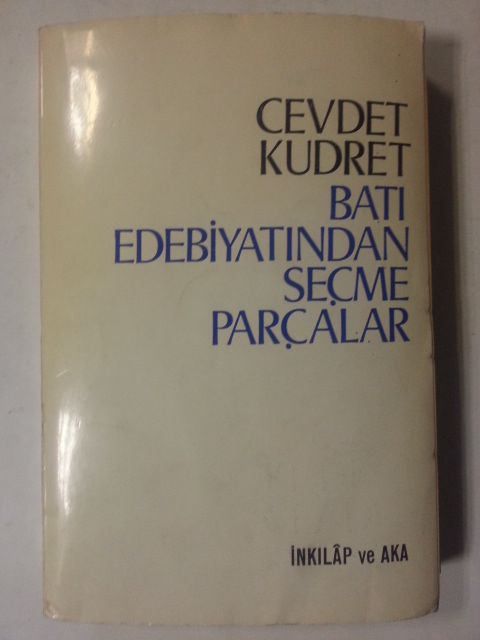 CEVDET
KUDRET
BATI
EDEBİYATINDAN
SEÇME
PARÇALAR
İNKILÂP ve AKA